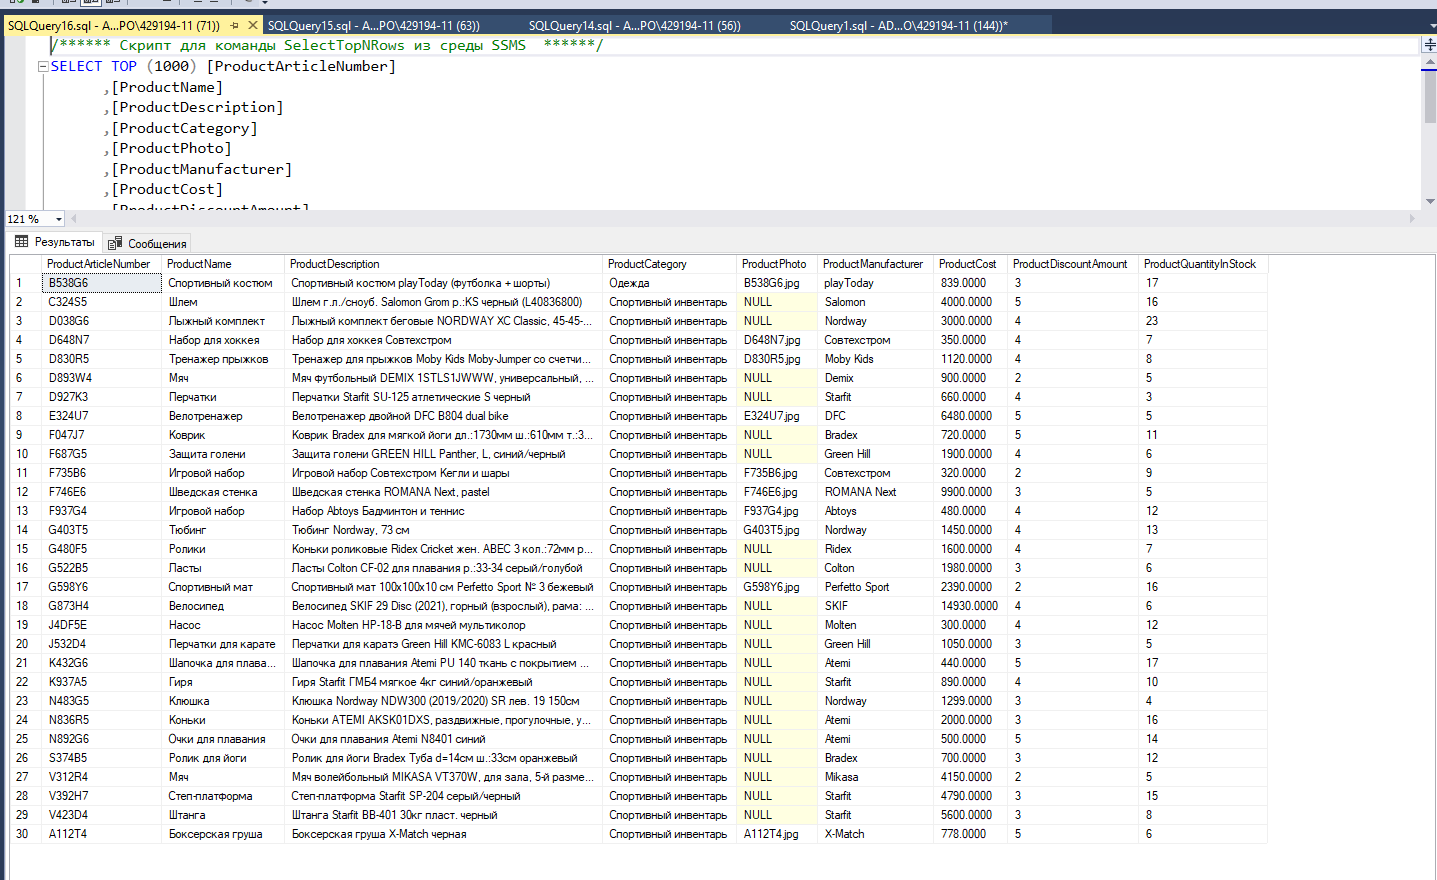 SQLQuery16.sql - A...PO\429194-11 (71))
SQLQuery15.sql - A...PO\429194-11 (63))
SQLQuery14.sql - A...PO\429194-11 (56))
SQLQuery1.sql - AD...O\429194-11 (144))*
/****** Скрипт для команды SelectTopNRows из среды SSMS  ******/
SELECT TOP (1000) [ProductArticleNumber]
,[ProductName]
,[ProductDescription]
,[ProductCategory]
,[ProductPhoto]
,[ProductManufacturer]
,[ProductCost]
,[ProductDiscountAmount]
121 %
Результаты Сообщения
ProductArticleNumber ProductName ProductDescription ProductCategory ProductPhoto ProductManufacturer ProductCost ProductDiscountAmount ProductQuantityInStock
1 B538G6 Спортивный костюм Спортивный костюм playToday (футболка + шорты) Одежда B538G6.jpg playToday 839.0000 3 17
2 C324S5 Шлем Шлем г.л./сноуб. Salomon Grom р.:KS черный (L40836800) Спортивный инвентарь NULL Salomon 4000.0000 5 16
3 D038G6 Лыжный комплект Лыжный комплект беговые NORDWAY XC Classic, 45-45-... Спортивный инвентарь NULL Nordway 3000.0000 4 23
4 D648N7 Набор для хоккея Набор для хоккея Совтехстром Спортивный инвентарь D648N7.jpg Совтехстром 350.0000 4 7
5 D830R5 Тренажер прыжков Тренажер для прыжков Moby Kids Moby-Jumper со счетчи... Спортивный инвентарь D830R5.jpg Moby Kids 1120.0000 4 8
6 D893W4 Мяч Мяч футбольный DEMIX 1STLS1JWWW, универсальный, ... Спортивный инвентарь NULL Demix 900.0000 2 5
7 D927K3 Перчатки Перчатки Starfit SU-125 атлетические S черный Спортивный инвентарь NULL Starfit 660.0000 4 3
8 E324U7 Велотренажер Велотренажер двойной DFC B804 dual bike Спортивный инвентарь E324U7.jpg DFC 6480.0000 5 5
9 F047J7 Коврик Коврик Bradex для мягкой йоги дл.:1730мм ш.:610мм т.:3... Спортивный инвентарь NULL Bradex 720.0000 5 11
10 F687G5 Защита голени Защита голени GREEN HILL Panther, L, синий/черный Спортивный инвентарь NULL Green Hill 1900.0000 4 6
11 F735B6 Игровой набор Игровой набор Совтехстром Кегли и шары Спортивный инвентарь F735B6.jpg Совтехстром 320.0000 2 9
12 F746E6 Шведская стенка Шведская стенка ROMANA Next, pastel Спортивный инвентарь F746E6.jpg ROMANA Next 9900.0000 3 5
13 F937G4 Игровой набор Набор Abtoys Бадминтон и теннис Спортивный инвентарь F937G4.jpg Abtoys 480.0000 4 12
14 G403T5 Тюбинг Тюбинг Nordway, 73 см Спортивный инвентарь G403T5.jpg Nordway 1450.0000 4 13
15 G480F5 Ролики Коньки роликовые Ridex Cricket жен. ABEC 3 кол.:72мм р... Спортивный инвентарь NULL Ridex 1600.0000 4 7
16 G522B5 Ласты Ласты Colton CF-02 для плавания р.:33-34 серый/голубой Спортивный инвентарь NULL Colton 1980.0000 3 6
17 G598Y6 Спортивный мат Спортивный мат 100x100x10 см Perfetto Sport № 3 бежевый Спортивный инвентарь G598Y6.jpg Perfetto Sport 2390.0000 2 16
18 G873H4 Велосипед Велосипед SKIF 29 Disc (2021), горный (взрослый), рама: ... Спортивный инвентарь NULL SKIF 14930.0000 4 6
19 J4DF5E Насос Насос Molten HP-18-B для мячей мультиколор Спортивный инвентарь NULL Molten 300.0000 4 12
20 J532D4 Перчатки для карате Перчатки для каратэ Green Hill KMС-6083 L красный Спортивный инвентарь NULL Green Hill 1050.0000 3 5
21 K432G6 Шапочка для плава... Шапочка для плавания Atemi PU 140 ткань с покрытием ... Спортивный инвентарь NULL Atemi 440.0000 5 17
22 K937A5 Гиря Гиря Starfit ГМБ4 мягкое 4кг синий/оранжевый Спортивный инвентарь NULL Starfit 890.0000 4 10
23 N483G5 Клюшка Клюшка Nordway NDW300 (2019/2020) SR лев. 19 150см Спортивный инвентарь NULL Nordway 1299.0000 3 4
24 N836R5 Коньки Коньки ATEMI AKSK01DXS, раздвижные, прогулочные, у... Спортивный инвентарь NULL Atemi 2000.0000 3 16
25 N892G6 Очки для плавания Очки для плавания Atemi N8401 синий Спортивный инвентарь NULL Atemi 500.0000 5 14
26 S374B5 Ролик для йоги Ролик для йоги Bradex Туба d=14см ш.:33см оранжевый Спортивный инвентарь NULL Bradex 700.0000 3 12
27 V312R4 Мяч Мяч волейбольный MIKASA VT370W, для зала, 5-й разме... Спортивный инвентарь NULL Mikasa 4150.0000 2 5
28 V392H7 Степ-платформа Степ-платформа Starfit SP-204 серый/черный Спортивный инвентарь NULL Starfit 4790.0000 3 15
29 V423D4 Штанга Штанга Starfit BB-401 30кг пласт. черный Спортивный инвентарь NULL Starfit 5600.0000 3 8
30 A112T4 Боксерская груша Боксерская груша X-Match черная Спортивный инвентарь A112T4.jpg X-Match 778.0000 5 6